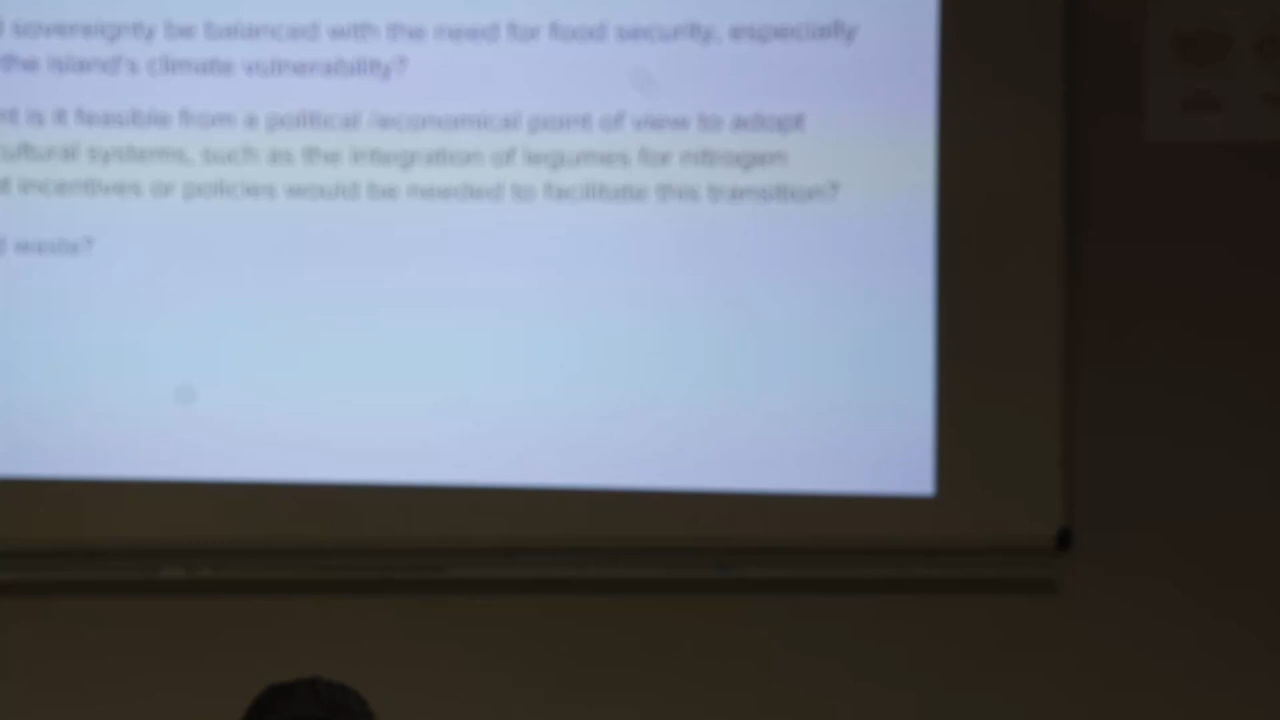 sovereignty be balanced with the need for food security, especially
the island's climate vulnerability?
nt is it feasible from a political /economical point of view to adopt
ultural systems, such as the integration of legumes for nitrogen
t incentives or policies would be needed to facilitate this transition?
d waste?